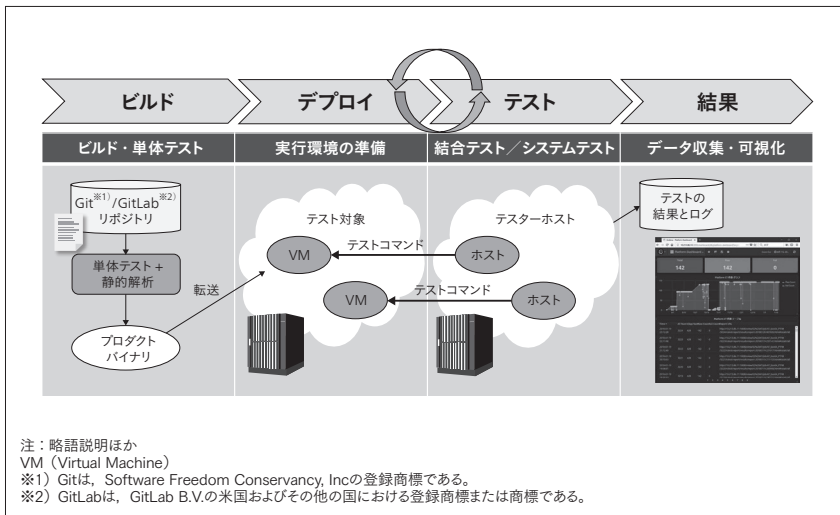 ビルド
デプロイ
テスト
結果
ビルド・単体テスト
実行環境の準備
結合テスト／システムテスト
データ収集・可視化
Git※1）/GitLab※2）
リポジトリ
単体テスト＋
静的解析
プロダクト
バイナリ
転送
テスト対象
VM
テストコマンド
VM
テストコマンド
テスターホスト
ホスト
ホスト
テストの
結果とログ
142
142
0
注：略語説明ほか
VM（Virtual Machine）
※1）Gitは，Software Freedom Conservancy, Incの登録商標である。
※2）GitLabは，GitLab B.V.の米国およびその他の国における登録商標または商標である。